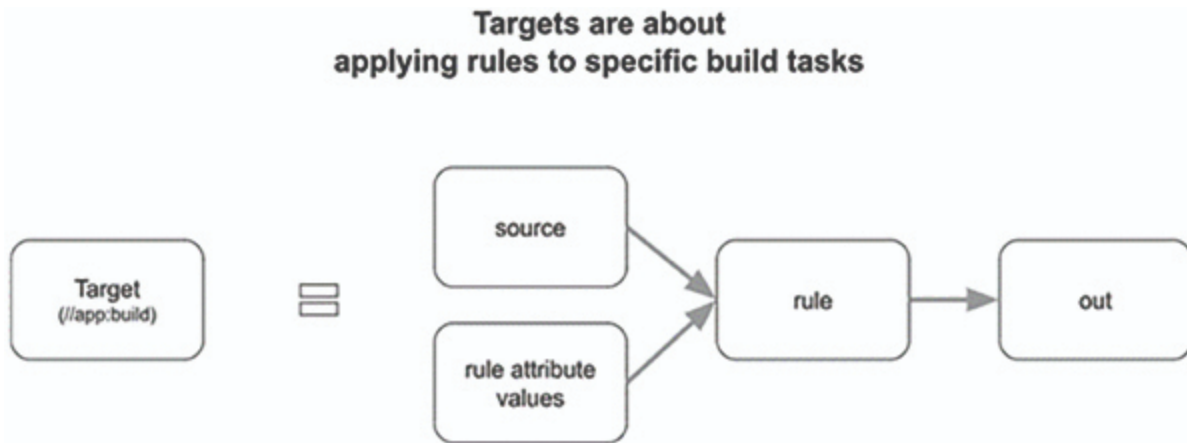 Targets are about
applying rules to specific build tasks
source
Target
(//app:build)
rule
out
rule attribute
values